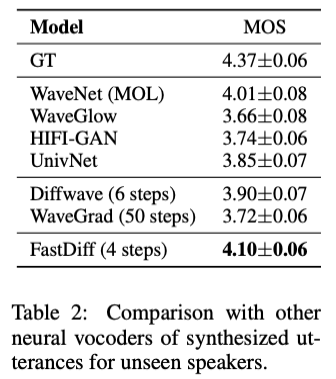 Model MOS
GT 4.37±0.06
WaveNet (MOL) 4.01±0.08
WaveGlow 3.66±0.08
HIFI-GAN 3.74±0.06
UnivNet 3.85±0.07
Diffwave (6 steps) 3.90±0.07
WaveGrad (50 steps) 3.72±0.06
FastDiff (4 steps) 4.10±0.06
Table 2: Comparison with other
neural vocoders of synthesized ut-
terances for unseen speakers.